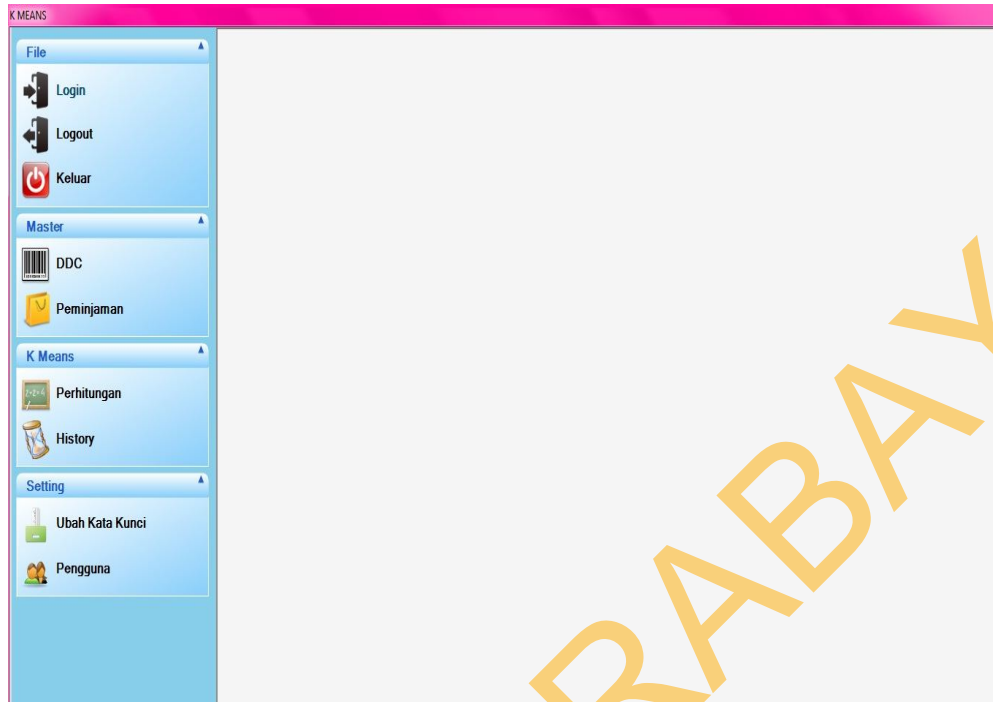 K MEANS
File
Login
Logout
Keluar
Master
DDC
Peminjaman
K Means
Perhitungan
History
Setting
Ubah Kata Kunci
Pengguna
RABAY